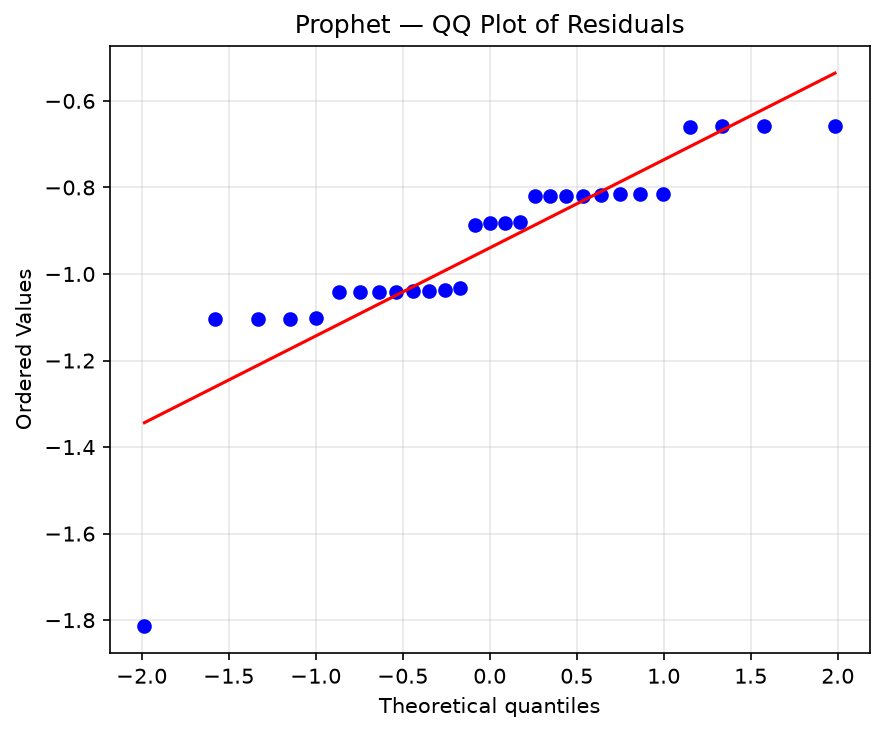 Prophet — QQ Plot of Residuals
Ordered Values
−0.6
−0.8
−1.0
−1.2
−1.4
−1.6
−1.8
−2.0 −1.5 −1.0 −0.5 0.0 0.5 1.0 1.5 2.0
Theoretical quantiles